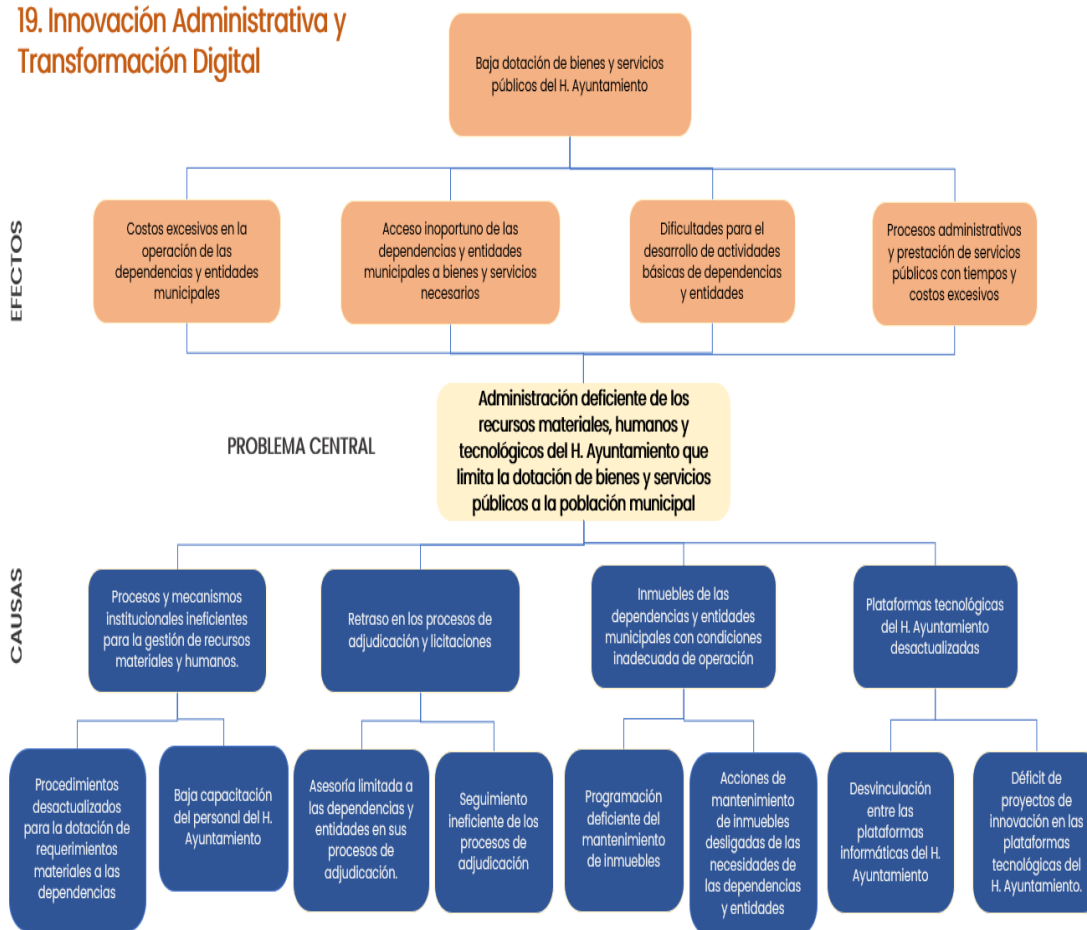 19. Innovación Administrativa y
Transformación Digital
Baja dotación de bienes y servicios
públicos del H. Ayuntamiento
EFECTOS
Costos excesivos en la
operación de las
dependencias y entidades
municipales
Acceso inoportuno de las
dependencias y entidades
municipales a bienes y servicios
necesarios
Dificultades para el
desarrollo de actividades
básicas de dependencias
y entidades
Procesos administrativos
y prestación de servicios
públicos con tiempos y
costos excesivos
PROBLEMA CENTRAL
Administración deficiente de los
recursos materiales, humanos y
tecnológicos del H. Ayuntamiento que
limita la dotación de bienes y servicios
públicos a la población municipal
CAUSAS
Procesos y mecanismos
institucionales ineficientes
para la gestión de recursos
materiales y humanos.
Retraso en los procesos de
adjudicación y licitaciones
Inmuebles de las
dependencias y entidades
municipales con condiciones
inadecuada de operación
Plataformas tecnológicas
del H. Ayuntamiento
desactualizadas
Procedimientos
desactualizados
para la dotación de
requerimientos
materiales a las
dependencias
Baja capacitación
del personal del H.
Ayuntamiento
Asesoría limitada
a las dependencias y
entidades en sus
procesos de
adjudicación.
Seguimiento
ineficiente de los
procesos de
adjudicación
Programación
deficiente del
mantenimiento
de inmuebles
Acciones de
mantenimiento
de inmuebles
desligadas de las
necesidades de
las dependencias
y entidades
Desvinculación
entre las
plataformas
informáticas del H.
Ayuntamiento
Déficit de
proyectos de
innovación en las
plataformas
tecnológicas del
H. Ayuntamiento.